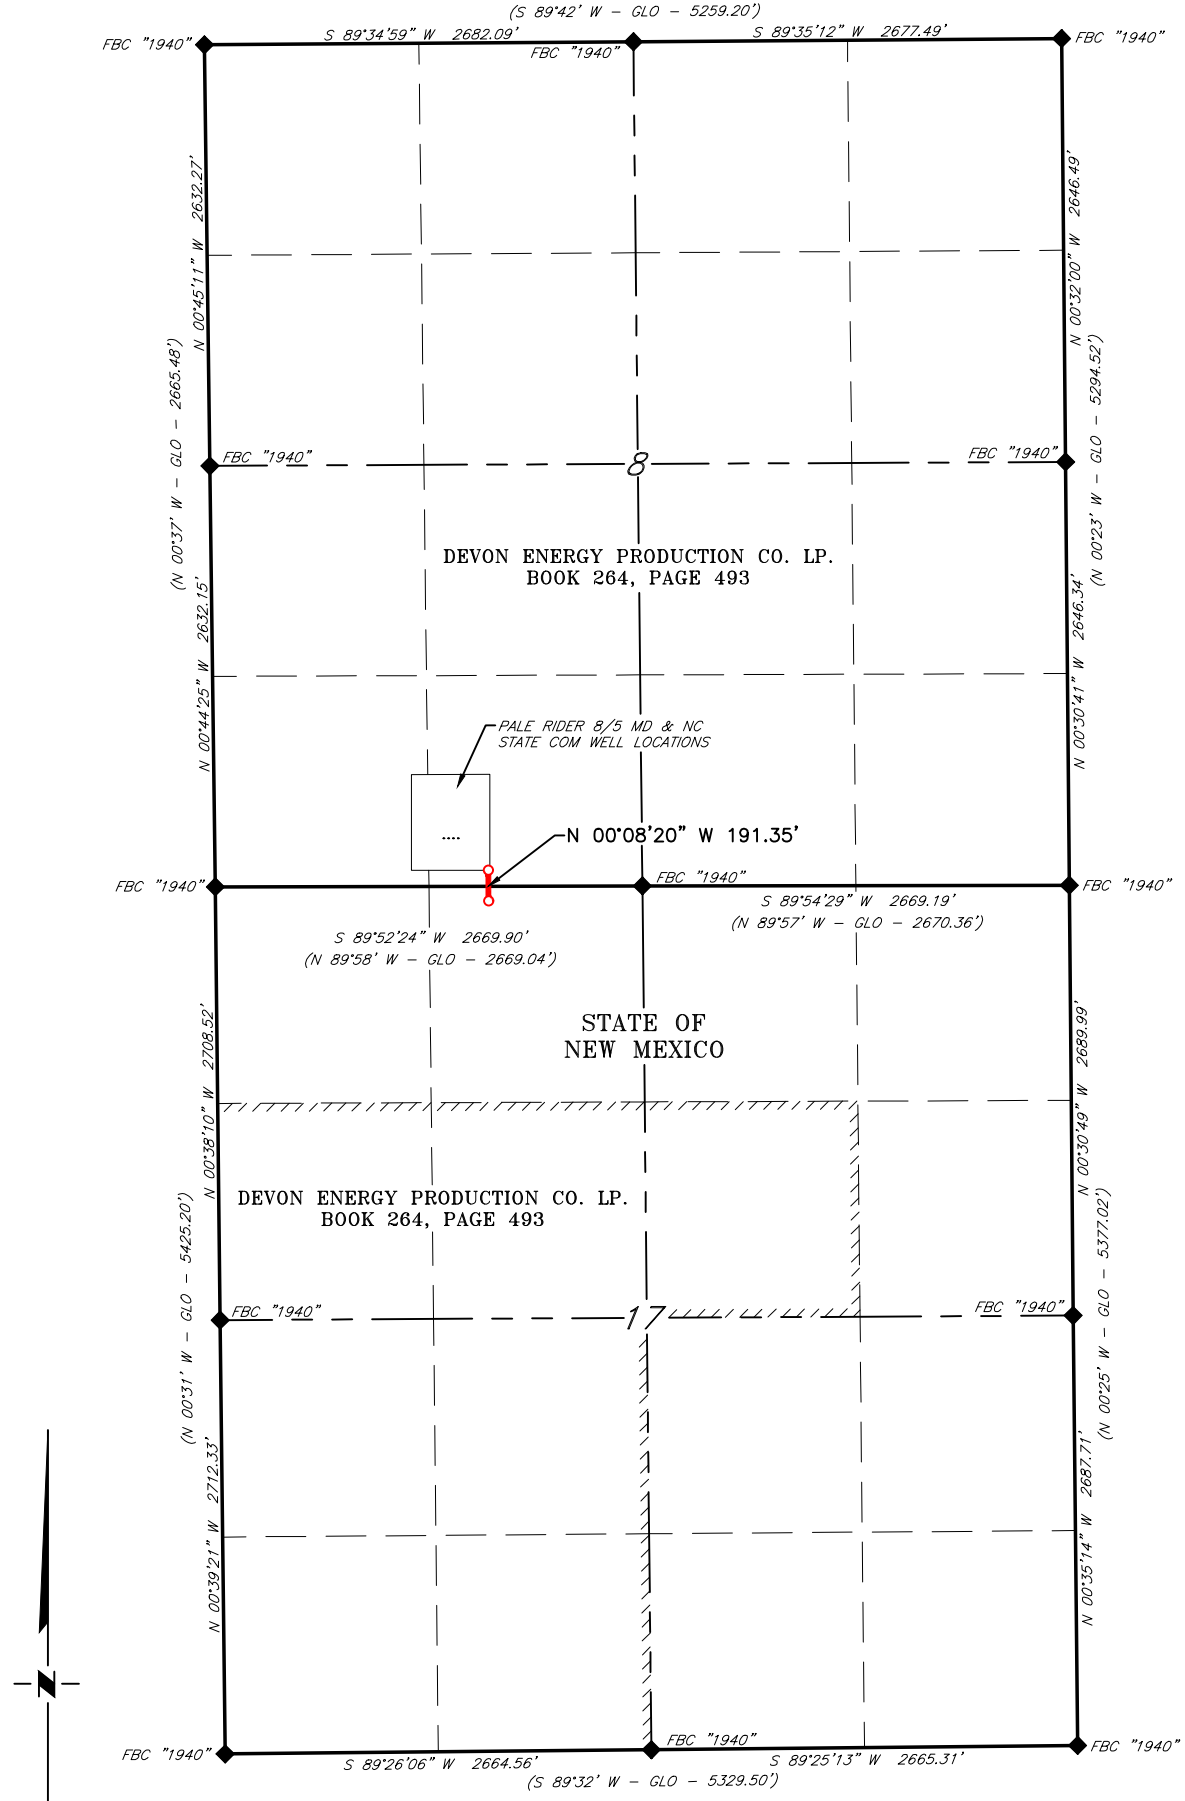 (S 89°42' W - GLO - 5259.20')
S 89°34'59" W 2682.09'
S 89°35'12" W 2677.49'
FBC "1940"
FBC "1940"
FBC "1940"
N 00°45'11" W 2632.27'
N 00°32'00" W 2646.49'
(N 00°37' W - GLO - 2665.48')
(N 00°23' W - GLO - 5294.52')
FBC "1940"
8
FBC "1940"
DEVON ENERGY PRODUCTION CO. LP.
BOOK 264, PAGE 493
N 00°44'25" W 2632.15'
N 00°30'41" W 2646.34'
PALE RIDER 8/5 MD & NC
STATE COM WELL LOCATIONS
N 00°08'20" W 191.35'
FBC "1940"
FBC "1940"
FBC "1940"
S 89°54'29" W 2669.19'
(N 89°57' W - GLO - 2670.36')
S 89°52'24" W 2669.90'
(N 89°58' W - GLO - 2669.04')
STATE OF
NEW MEXICO
N 00°38'10" W 2708.52'
N 00°30'49" W 2689.99'
DEVON ENERGY PRODUCTION CO. LP.
BOOK 264, PAGE 493
(N 00°31' W - GLO - 5425.20')
(N 00°25' W - GLO - 5377.02')
FBC "1940"
17
FBC "1940"
N 00°39'21" W 2712.33'
N 00°35'14" W 2687.71'
N
FBC "1940"
FBC "1940"
FBC "1940"
S 89°26'06" W 2664.56'
S 89°25'13" W 2665.31'
(S 89°32' W - GLO - 5329.50')